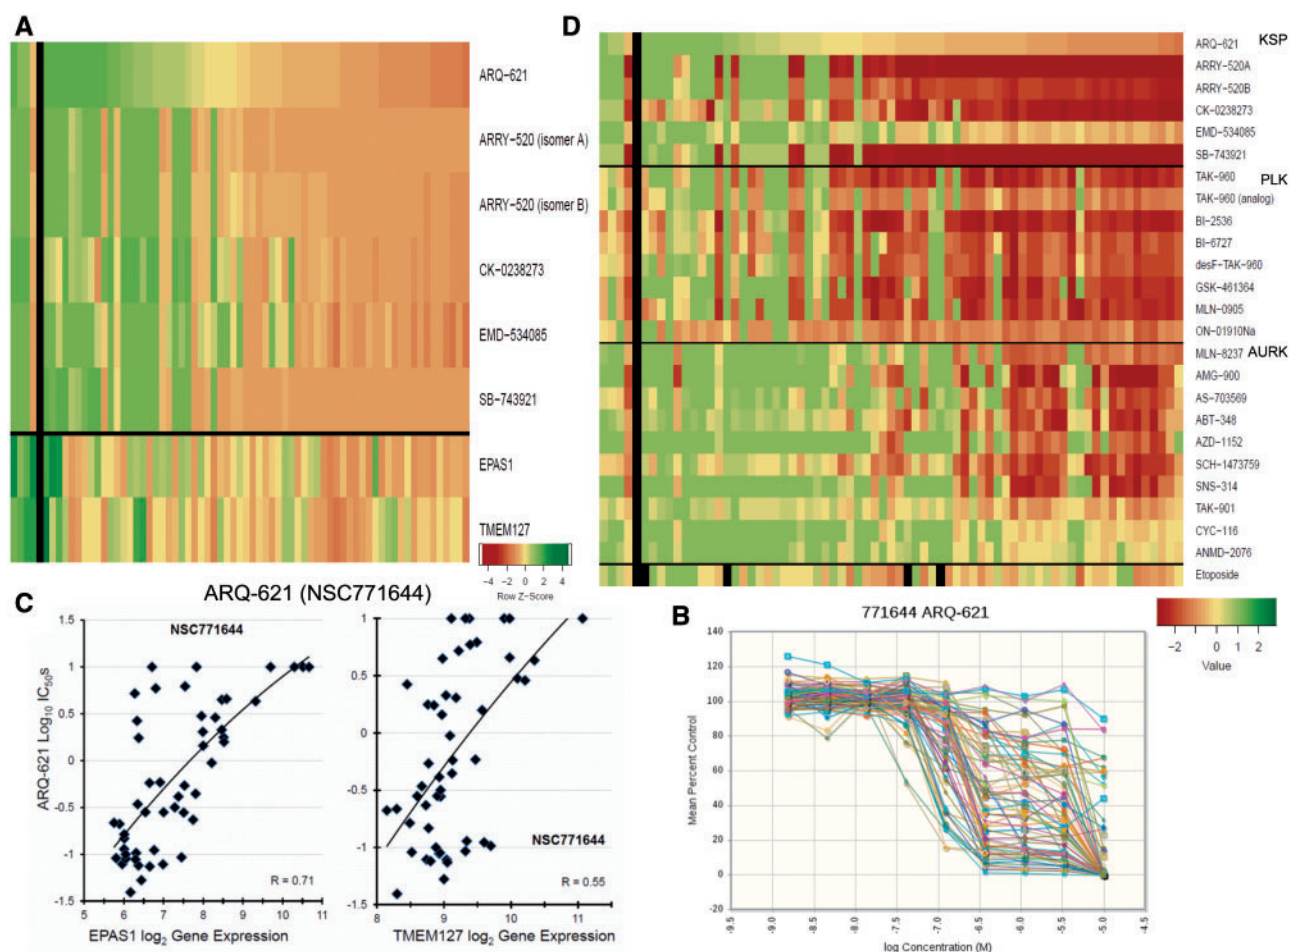 A
ARQ-621
ARRY-520 (isomer A)
ARRY-520 (isomer B)
CK-0238273
EMD-534085
SB-743921
EPAS1
TMEM127
-4 -2 0 2 4
Row Z-Score
D
ARQ-621 KSP
ARRY-520A
ARRY-520B
CK-0238273
EMD-534085
SB-743921
TAK-960 PLK
TAK-960 (analog)
BI-2536
BI-6727
desF-TAK-960
GSK-461364
MLN-0905
ON-01910Na
MLN-8237 AURK
AMG-900
AS-703569
ABT-348
AZD-1152
SCH-1473759
SNS-314
TAK-901
CYC-116
ANMD-2076
Etoposide
-2 -1 0 1 2
Value
C
ARQ-621 (NSC771644)
ARQ-621 Log10 IC50s
1.5
1
0.5
0
-0.5
-1
-1.5
NSC771644
R = 0.71
5 6 7 8 9 10 11
EPAS1 log2 Gene Expression
1.5
1
0.5
0
-0.5
-1
-1.5
NSC771644
R = 0.55
8 9 10 11
TMEM127 log2 Gene Expression
B
771644 ARQ-621
Mean Percent Control
140
120
100
80
60
40
20
0
-20
-9.5 -9.0 -8.5 -8.0 -7.5 -7.0 -6.5 -6.0 -5.5 -5.0 -4.5
log Concentration (M)